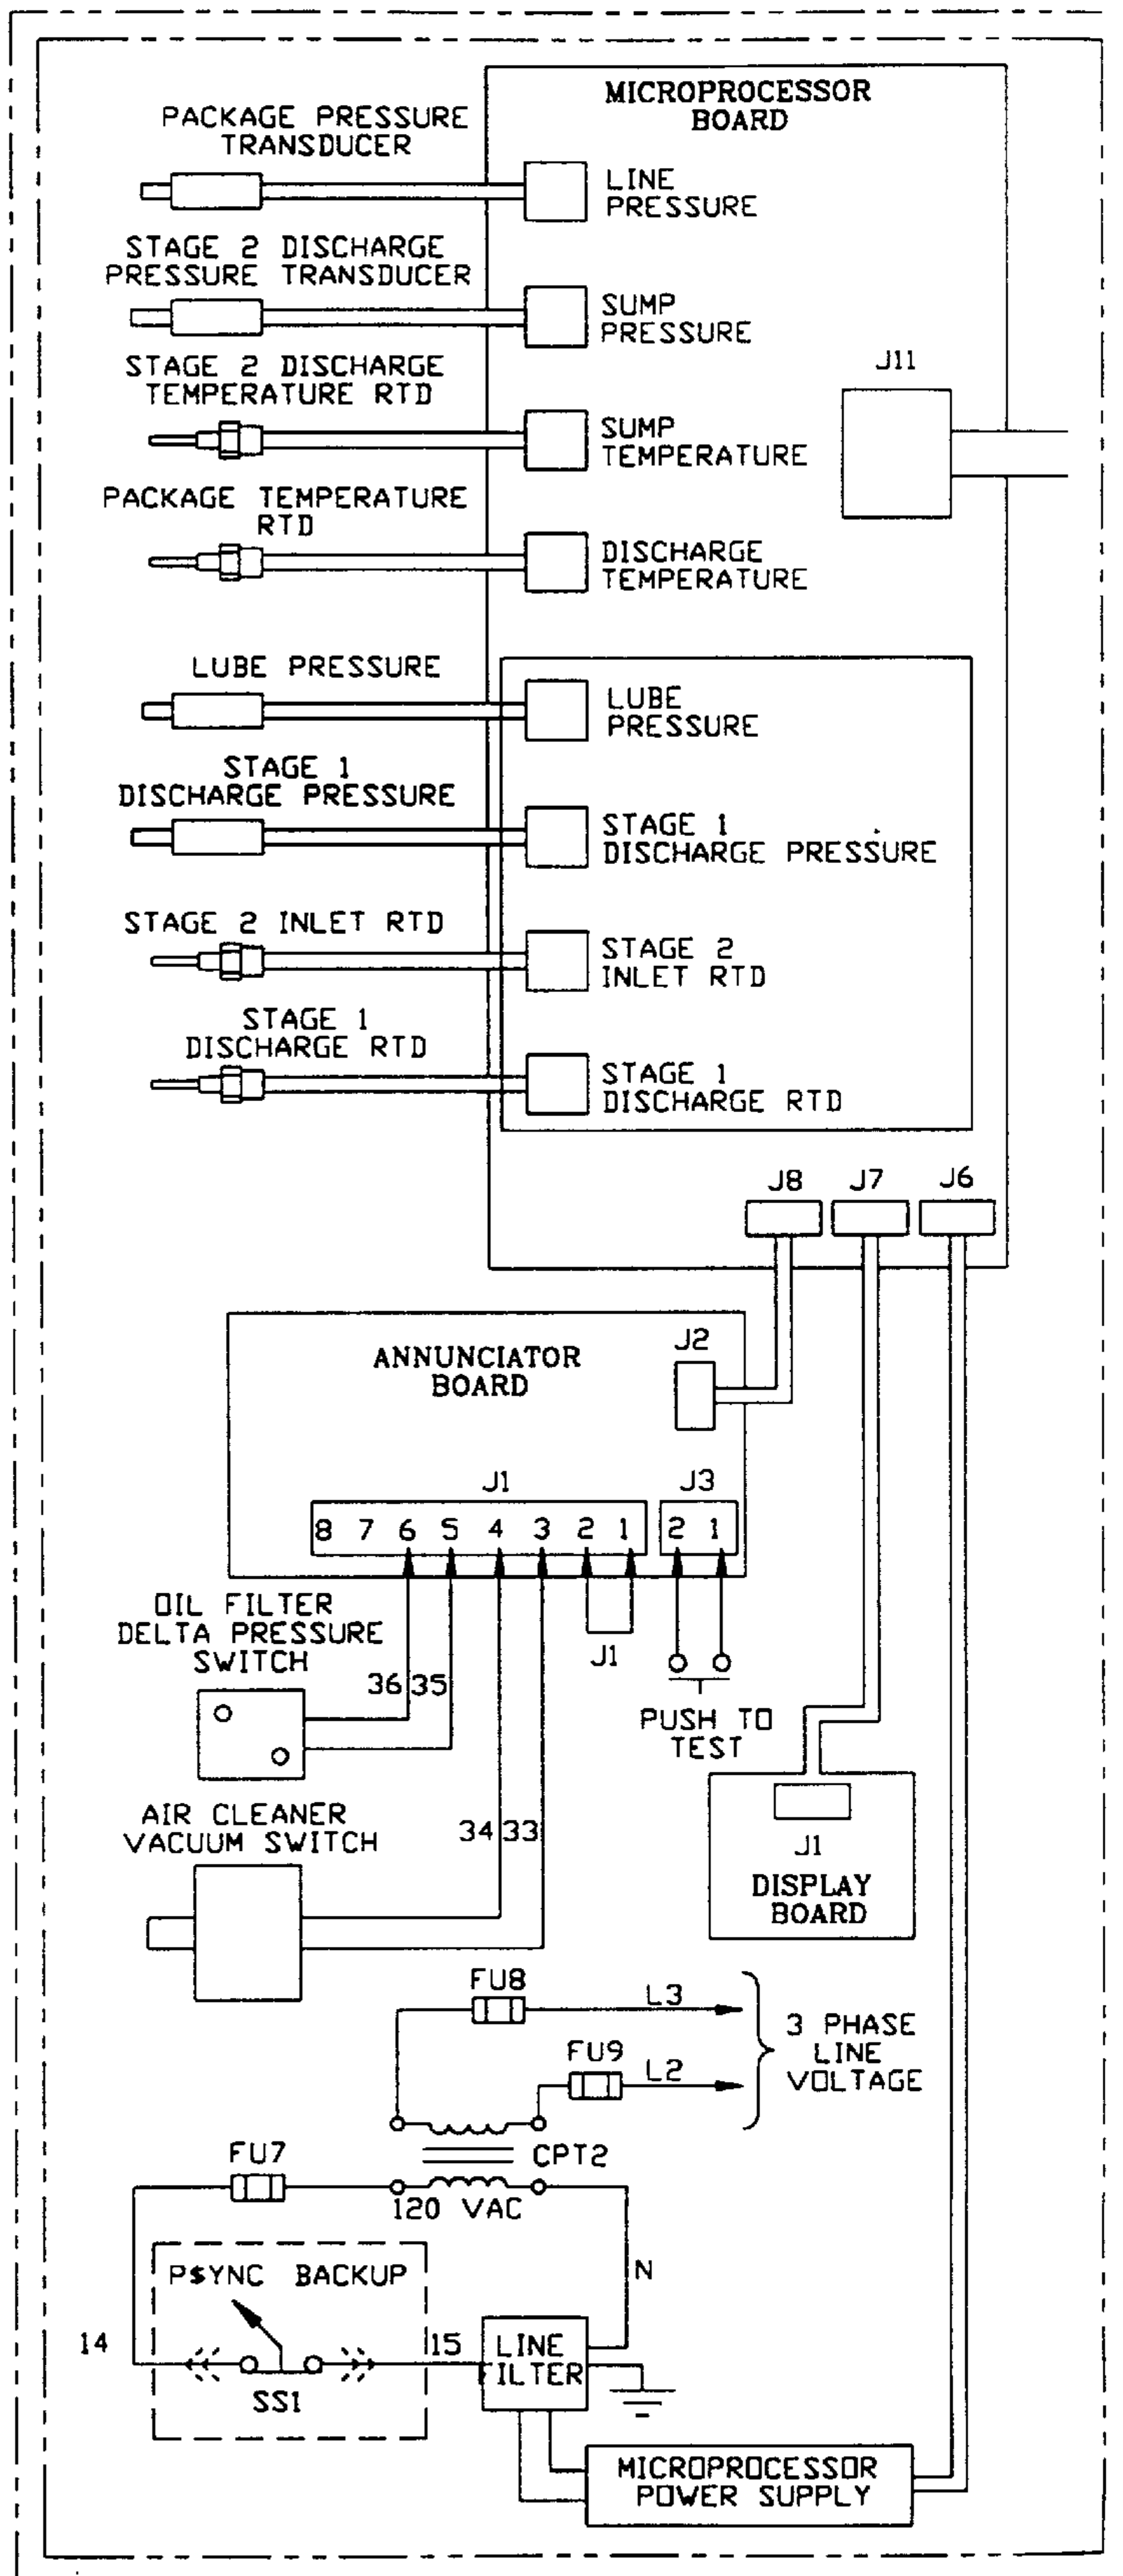 MICROPROCESSOR
BOARD
PACKAGE PRESSURE
TRANSDUCER
LINE
PRESSURE
STAGE 2 DISCHARGE
PRESSURE TRANSDUCER
SUMP
PRESSURE
STAGE 2 DISCHARGE
TEMPERATURE RTD
SUMP
TEMPERATURE
J11
PACKAGE TEMPERATURE
RTD
DISCHARGE
TEMPERATURE
LUBE PRESSURE
LUBE
PRESSURE
STAGE 1
DISCHARGE PRESSURE
STAGE 1
DISCHARGE PRESSURE
STAGE 2 INLET RTD
STAGE 2
INLET RTD
STAGE 1
DISCHARGE RTD
STAGE 1
DISCHARGE RTD
J8 J7 J6
ANNUNCIATOR
BOARD
J2
J1 J3
8 7 6 5 4 3 2 1 2 1
OIL FILTER
DELTA PRESSURE
SWITCH
36 35
J1
PUSH TO
TEST
AIR CLEANER
VACUUM SWITCH
34 33
J1
DISPLAY
BOARD
FU8
L3
FU9
L2
3 PHASE
LINE
VOLTAGE
CPT2
FU7
120 VAC
N
P$YNC BACKUP
14
15
SS1
LINE
FILTER
MICROPROCESSOR
POWER SUPPLY